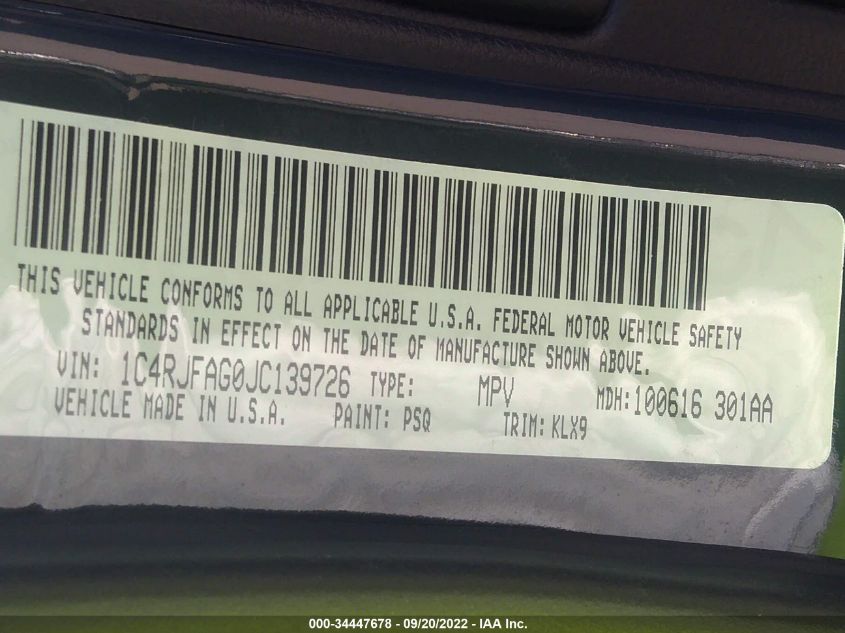 THIS VEHICLE CONFORMS TO ALL APPLICABLE U.S.A. FEDERAL MOTOR VEHICLE SAFETY
STANDARDS IN EFFECT ON THE DATE OF MANUFACTURE SHOWN ABOVE.
VIN: 1C4RJFAG0JC139726 TYPE: MPV MDH:100616 301AA
VEHICLE MADE IN U.S.A. PAINT: PSQ TRIM: KLX9
000-34447678 - 09/20/2022 - IAA Inc.